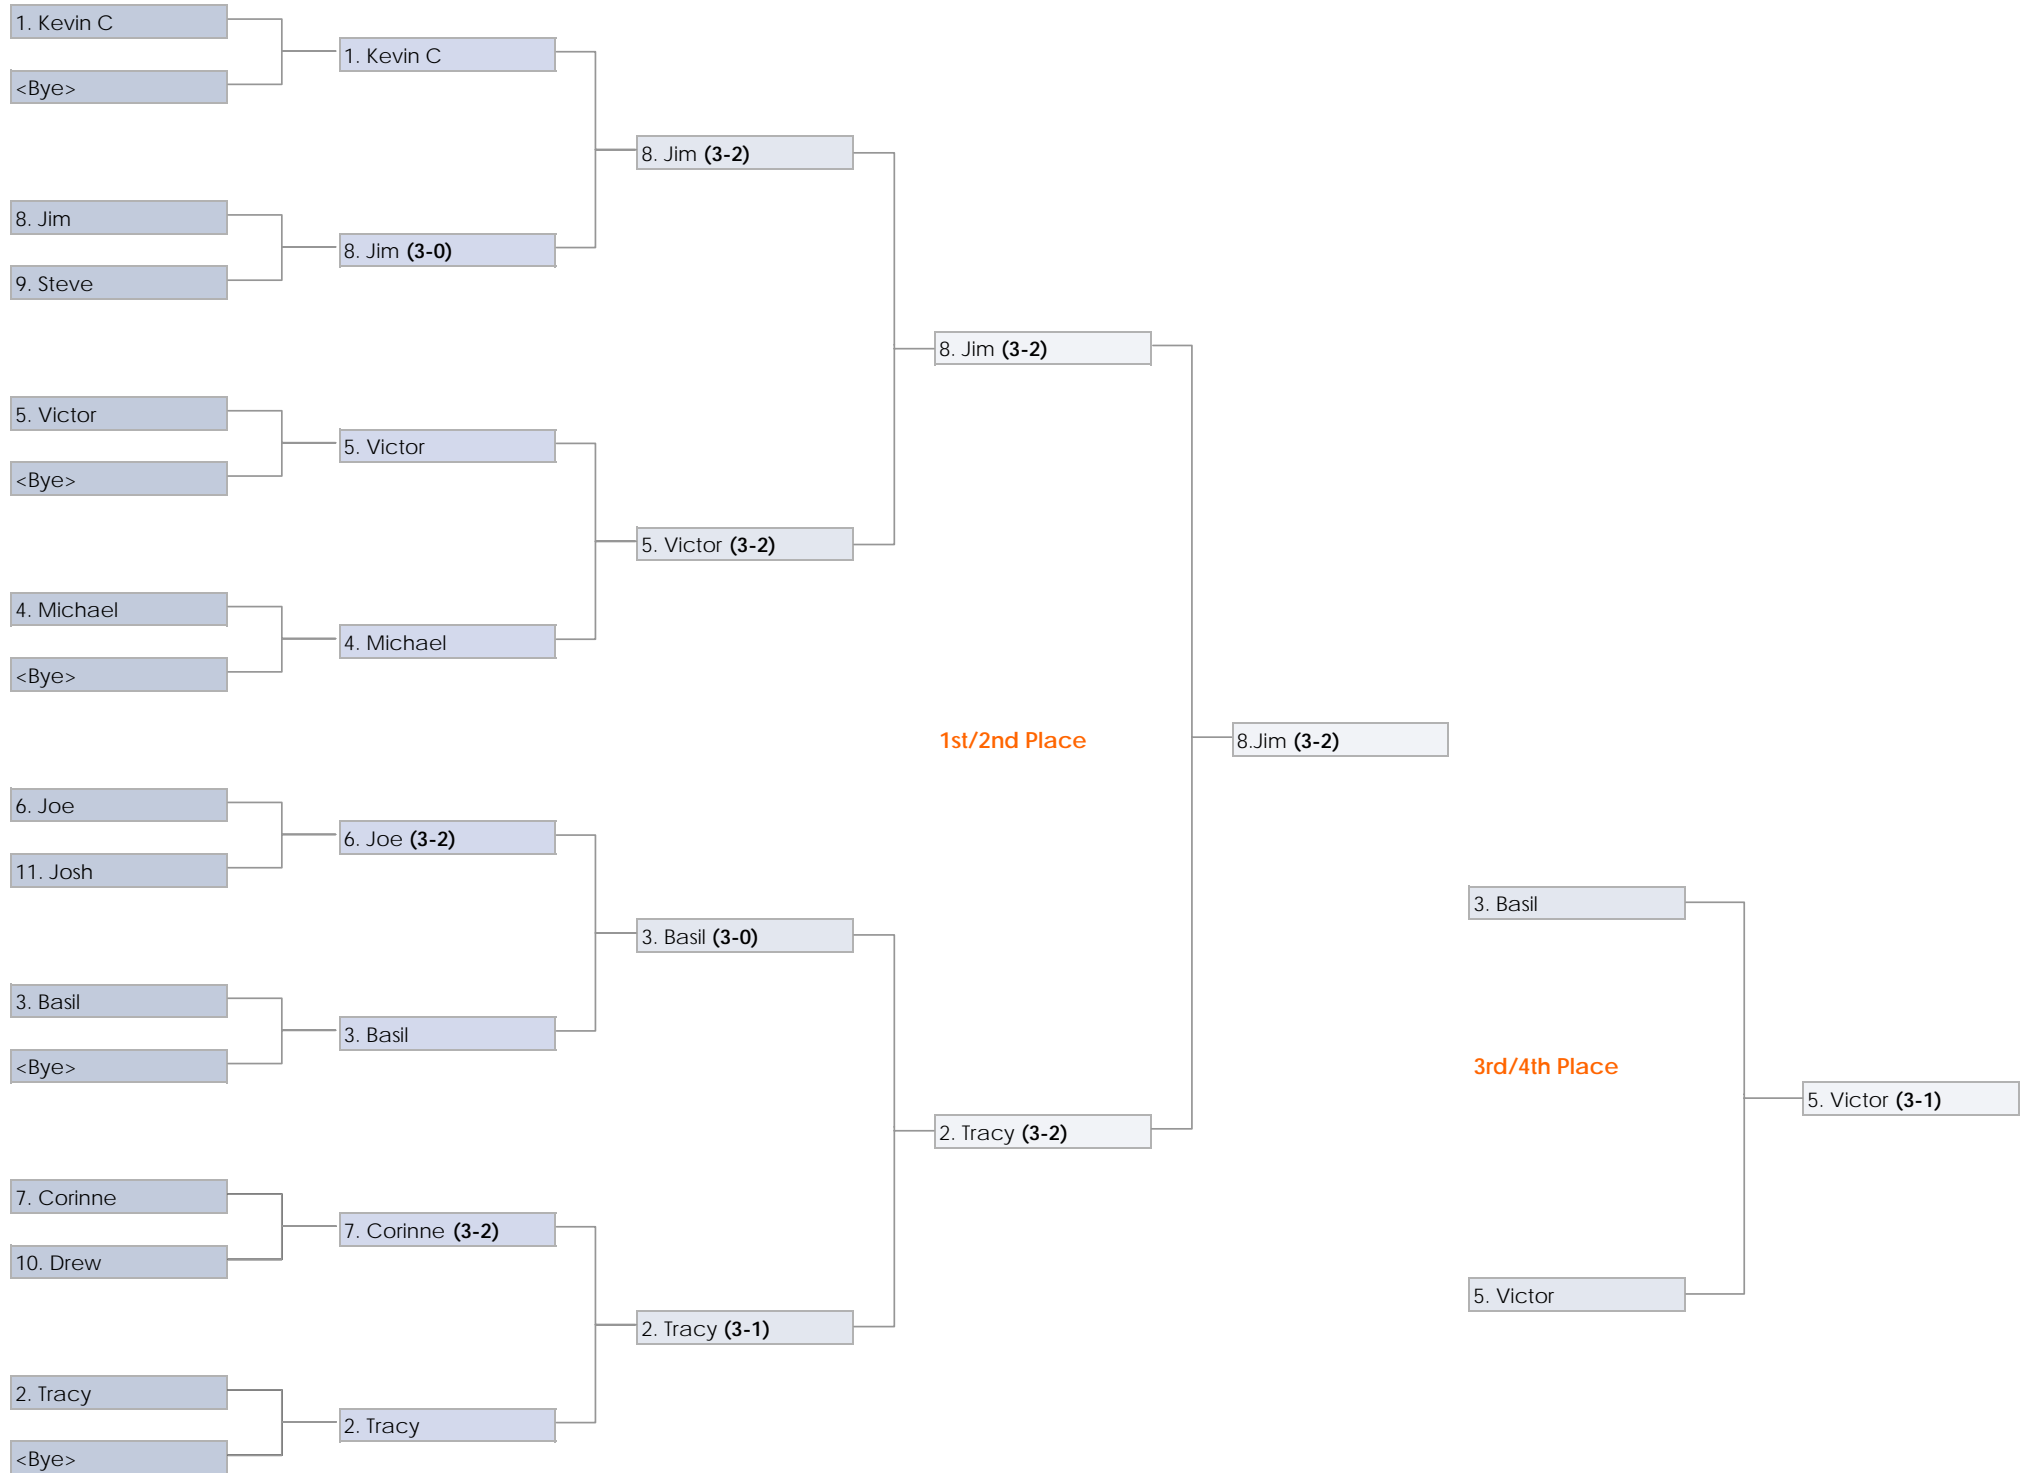 1. Kevin C
<Bye>
8. Jim
9. Steve
5. Victor
<Bye>
4. Michael
<Bye>
6. Joe
11. Josh
3. Basil
<Bye>
7. Corinne
10. Drew
2. Tracy
<Bye>
1. Kevin C
8. Jim (3-0)
5. Victor
4. Michael
6. Joe (3-2)
3. Basil
7. Corinne (3-2)
2. Tracy
8. Jim (3-2)
5. Victor (3-2)
3. Basil (3-0)
2. Tracy (3-1)
8. Jim (3-2)
1st/2nd Place
2. Tracy (3-2)
8.Jim (3-2)
3. Basil
3rd/4th Place
5. Victor
5. Victor (3-1)